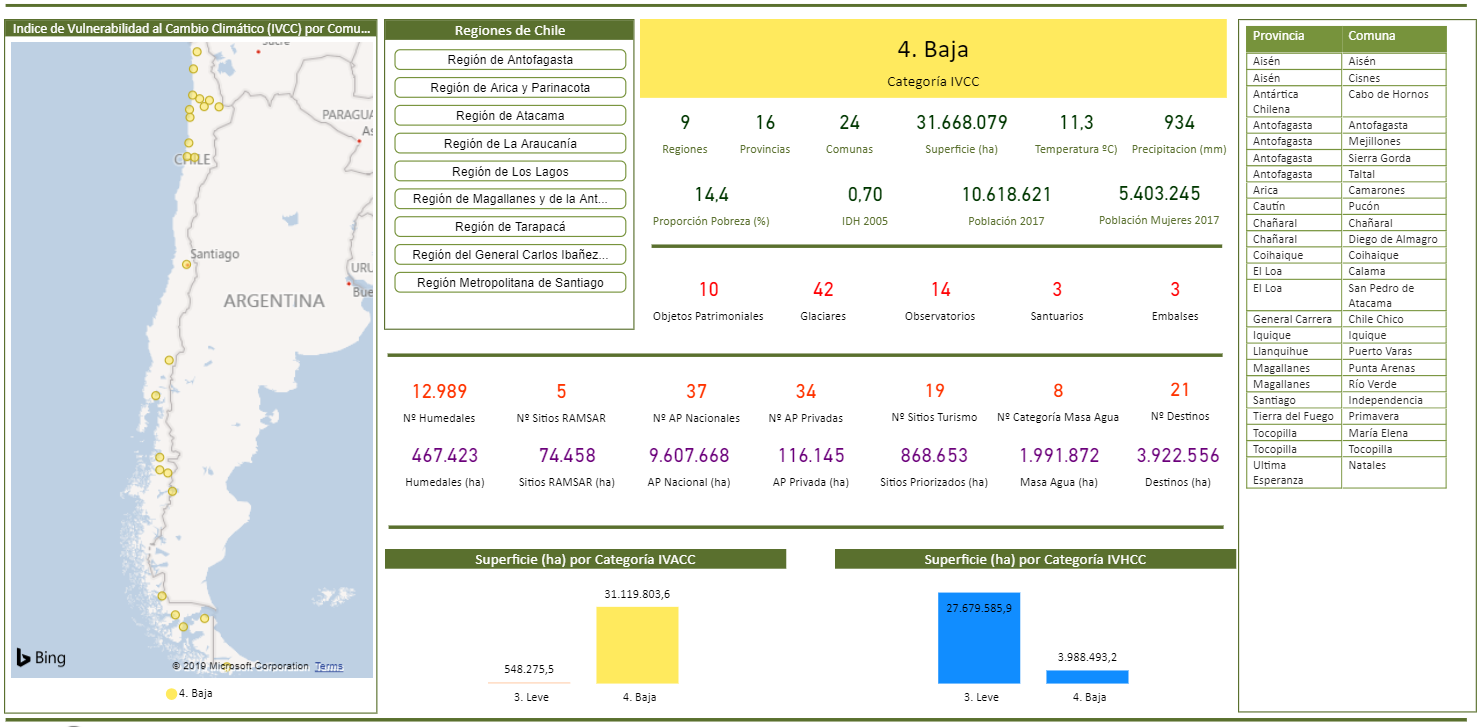 Indice de Vulnerabilidad al Cambio Climático (IVCC) por Comu...
Sucre
PARAGUA
As
CHILE
Santiago
URU
Bue
ARGENTINA
Bing
© 2019 Microsoft Corporation Terms
4. Baja
Regiones de Chile
Región de Antofagasta
Región de Arica y Parinacota
Región de Atacama
Región de La Araucanía
Región de Los Lagos
Región de Magallanes y de la Ant...
Región de Tarapacá
Región del General Carlos Ibañez...
Región Metropolitana de Santiago
4. Baja
Categoría IVCC
9 16 24 31.668.079 11,3 934
Regiones Provincias Comunas Superficie (ha) Temperatura ºC) Precipitacion (mm)
14,4 0,70 10.618.621 5.403.245
Proporción Pobreza (%) IDH 2005 Población 2017 Población Mujeres 2017
10 42 14 3 3
Objetos Patrimoniales Glaciares Observatorios Santuarios Embalses
12.989 5 37 34 19 8 21
Nº Humedales Nº Sitios RAMSAR Nº AP Nacionales Nº AP Privadas Nº Sitios Turismo Nº Categoría Masa Agua Nº Destinos
467.423 74.458 9.607.668 116.145 868.653 1.991.872 3.922.556
Humedales (ha) Sitios RAMSAR (ha) AP Nacional (ha) AP Privada (ha) Sitios Priorizados (ha) Masa Agua (ha) Destinos (ha)
Superficie (ha) por Categoría IVACC
548.275,5
31.119.803,6
3. Leve 4. Baja
Superficie (ha) por Categoría IVHCC
27.679.585,9
3.988.493,2
3. Leve 4. Baja
Provincia Comuna
Aisén Aisén
Aisén Cisnes
Antártica Cabo de Hornos
Chilena
Antofagasta Antofagasta
Antofagasta Mejillones
Antofagasta Sierra Gorda
Antofagasta Taltal
Arica Camarones
Cautín Pucón
Chañaral Chañaral
Chañaral Diego de Almagro
Coihaique Coihaique
El Loa Calama
El Loa San Pedro de
Atacama
General Carrera Chile Chico
Iquique Iquique
Llanquihue Puerto Varas
Magallanes Punta Arenas
Magallanes Río Verde
Santiago Independencia
Tierra del Fuego Primavera
Tocopilla María Elena
Tocopilla Tocopilla
Ultima Natales
Esperanza